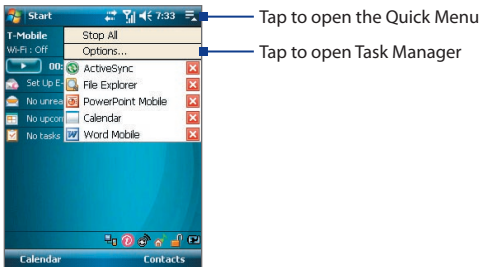 Start 7:33
Tap to open the Quick Menu
T-Mobile
Stop All
Wi-Fi : Off
Options...
Tap to open Task Manager
00:
ActiveSync
Set Up E-
File Explorer
No unrea
PowerPoint Mobile
No upcom
Calendar
No tasks
Word Mobile
Calendar Contacts